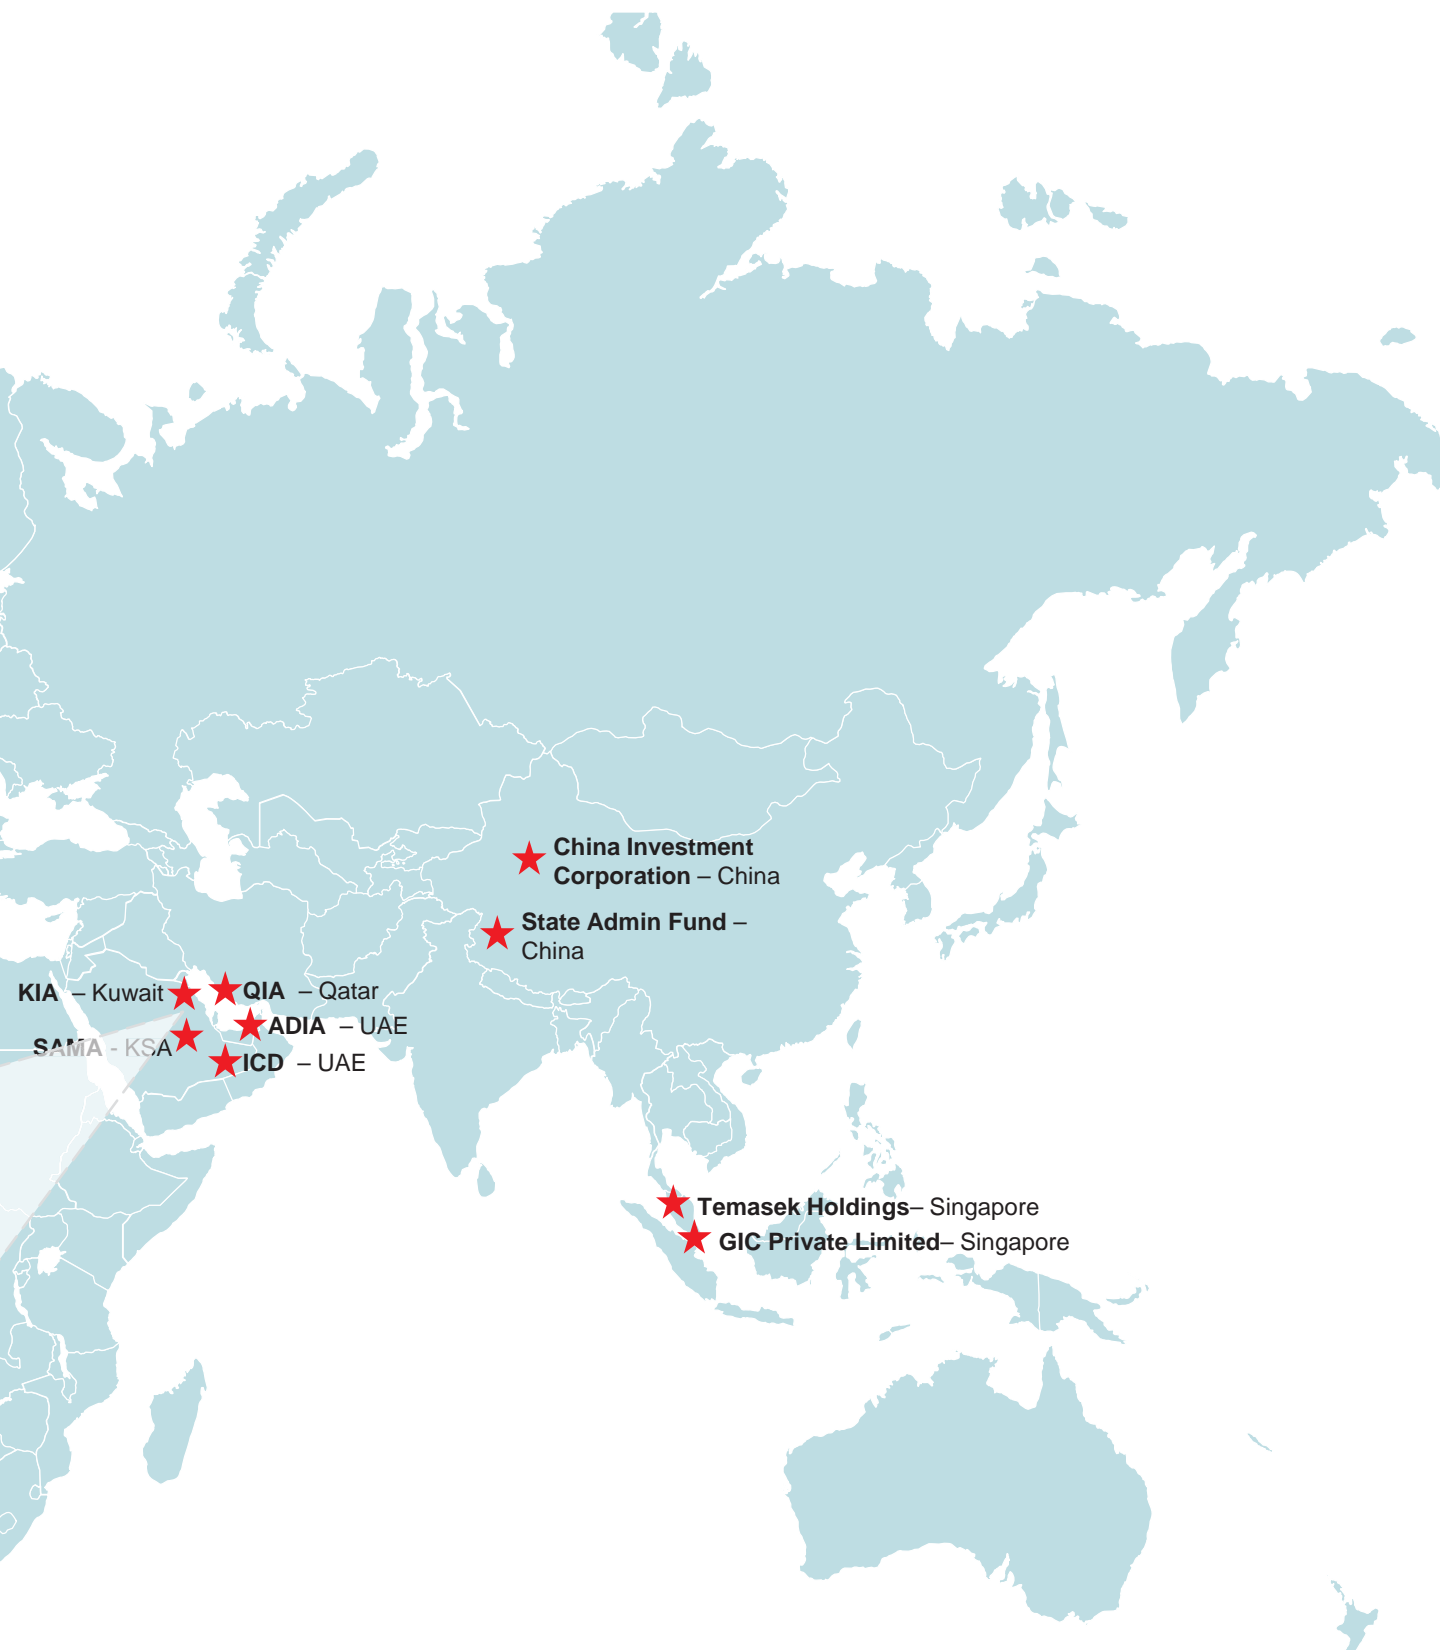 China Investment
Corporation – China
State Admin Fund –
China
KIA – Kuwait
QIA – Qatar
ADIA – UAE
SAMA - KSA
ICD – UAE
Temasek Holdings– Singapore
GIC Private Limited– Singapore